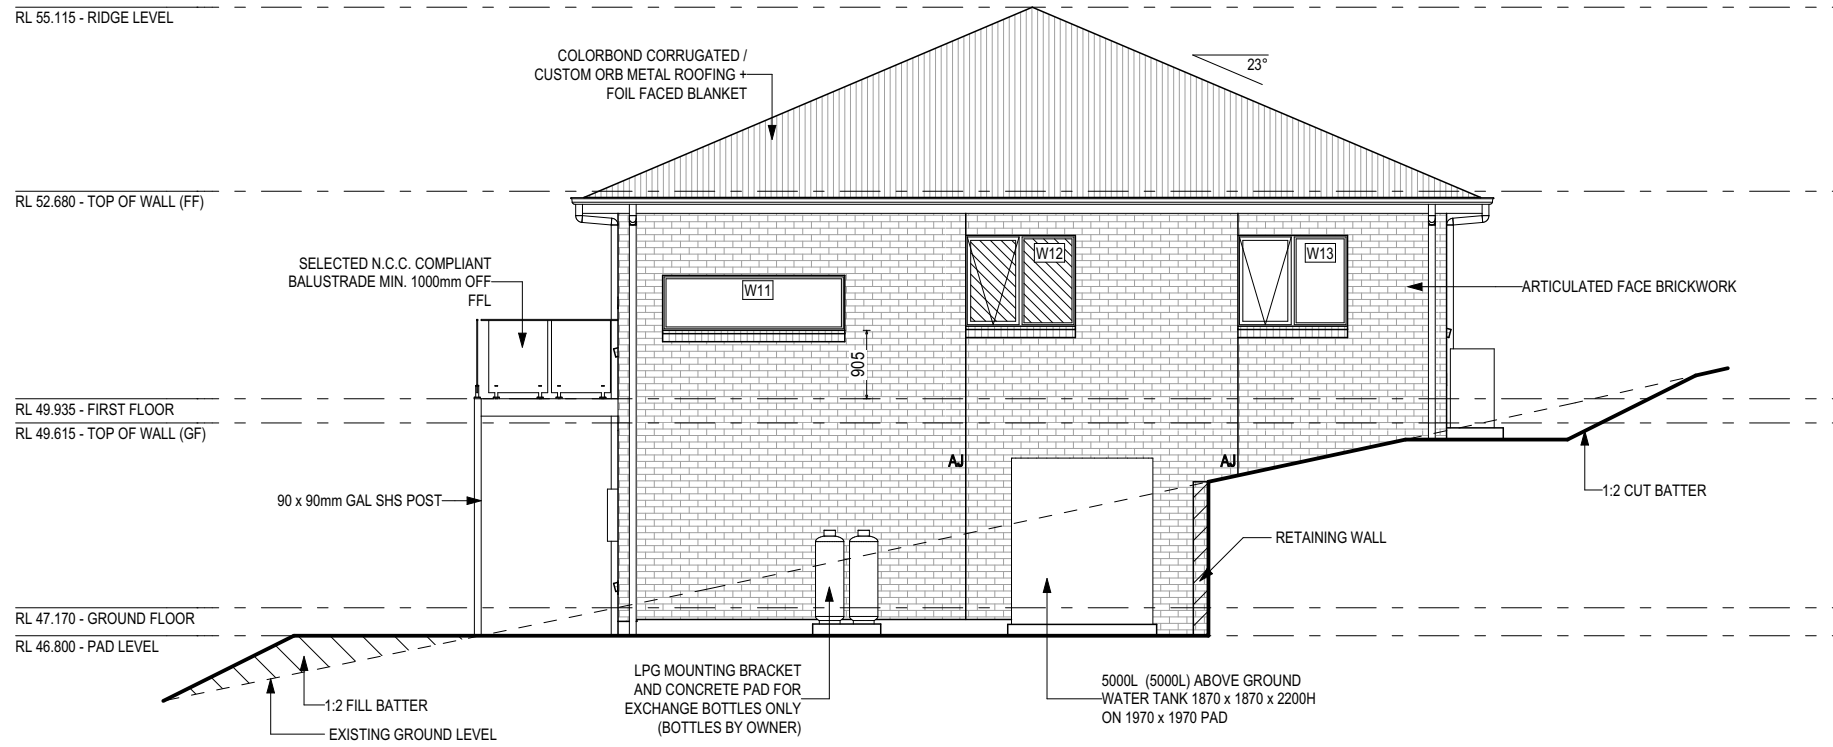 RL 55.115 - RIDGE LEVEL
COLORBOND CORRUGATED /
CUSTOM ORB METAL ROOFING +
FOIL FACED BLANKET
23°
RL 52.680 - TOP OF WALL (FF)
SELECTED N.C.C. COMPLIANT
BALUSTRADE MIN. 1000mm OFF
FFL
W11
W12
W13
ARTICULATED FACE BRICKWORK
905
RL 49.935 - FIRST FLOOR
RL 49.615 - TOP OF WALL (GF)
AJ
AJ
90 x 90mm GAL SHS POST
1:2 CUT BATTER
RETAINING WALL
RL 47.170 - GROUND FLOOR
RL 46.800 - PAD LEVEL
1:2 FILL BATTER
EXISTING GROUND LEVEL
LPG MOUNTING BRACKET
AND CONCRETE PAD FOR
EXCHANGE BOTTLES ONLY
(BOTTLES BY OWNER)
5000L (5000L) ABOVE GROUND
WATER TANK 1870 x 1870 x 2200H
ON 1970 x 1970 PAD